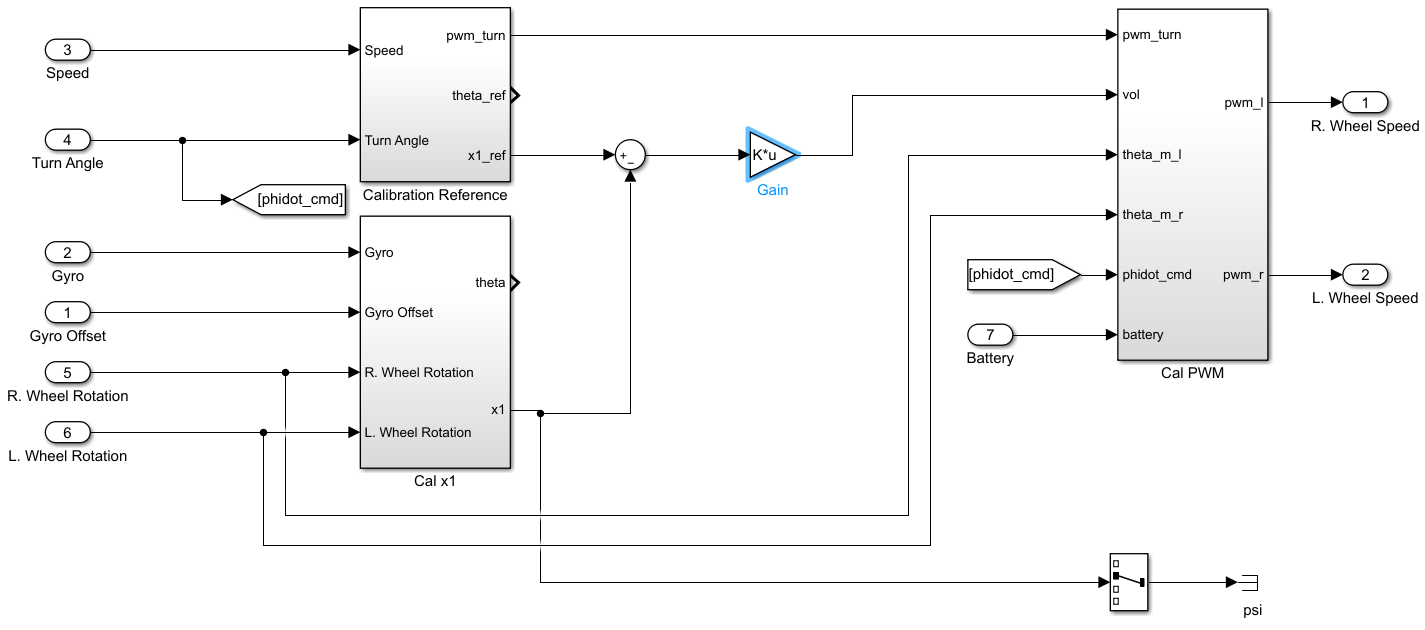 3
Speed
4
Turn Angle
[phidot_cmd]
Speed
Turn Angle
pwm_turn
theta_ref
x1_ref
Calibration Reference
2
Gyro
1
Gyro Offset
5
R. Wheel Rotation
6
L. Wheel Rotation
Gyro
Gyro Offset
R. Wheel Rotation
L. Wheel Rotation
theta
x1
Cal x1
+
_
K*u
Gain
[phidot_cmd]
7
Battery
pwm_turn
vol
theta_m_l
theta_m_r
phidot_cmd
battery
pwm_l
pwm_r
Cal PWM
1
R. Wheel Speed
2
L. Wheel Speed
psi